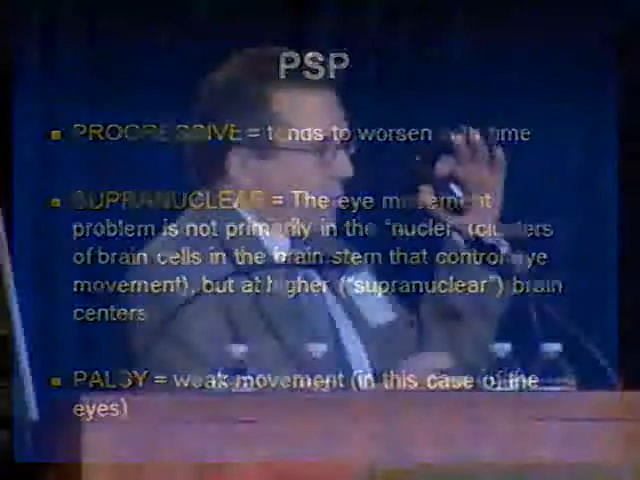 PSP
PROGRESSIVE = tends to worsen with time
SUPRANUCLEAR = The eye movement
problem is not primarily in the "nuclei" (clusters
of brain cells in the brain stem that control eye
movement), but at higher ("supranuclear") brain
centers
PALSY = weak movement (in this case of the
eyes)